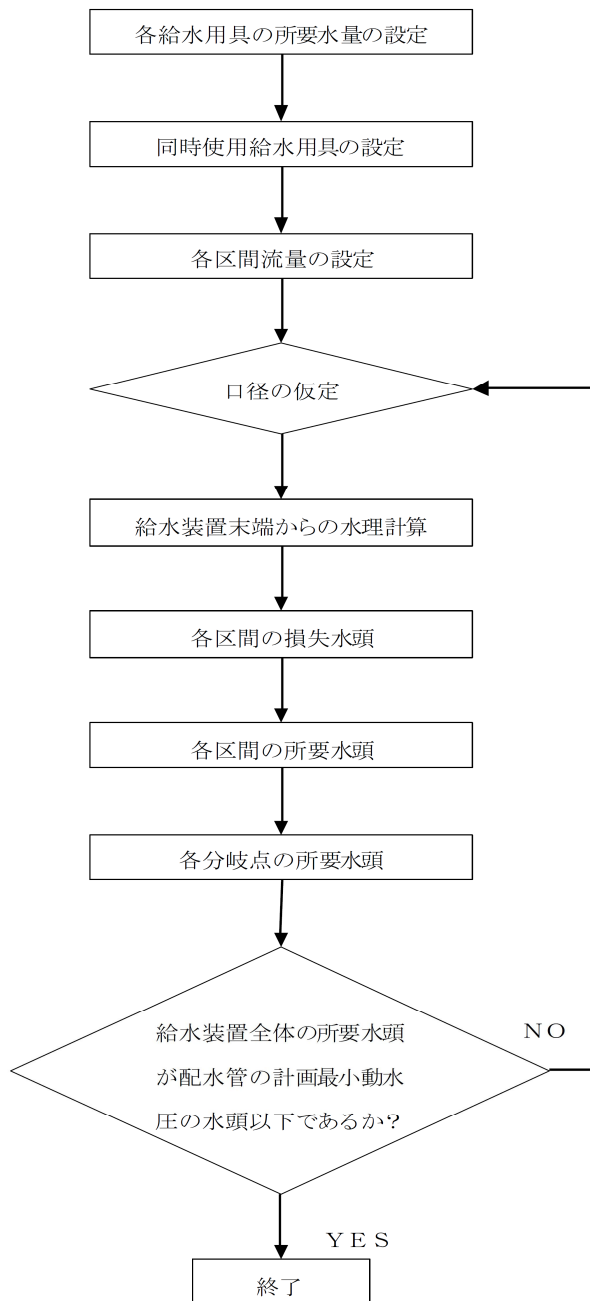 各給水用具の所要水量の設定
同時使用給水用具の設定
各区間流量の設定
口径の仮定
給水装置末端からの水理計算
各区間の損失水頭
各区間の所要水頭
各分岐点の所要水頭
給水装置全体の所要水頭
が配水管の計画最小動水
圧の水頭以下であるか?
NO
YES
終了